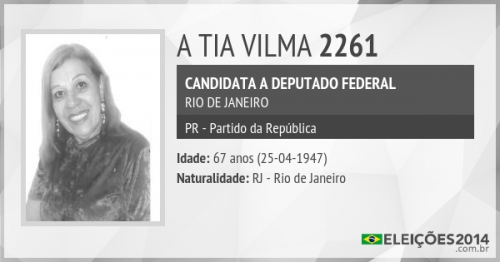 A TIA VILMA 2261
CANDIDATA A DEPUTADO FEDERAL
RIO DE JANEIRO
PR - Partido da República
Idade: 67 anos (25-04-1947)
Naturalidade: RJ - Rio de Janeiro
ELEIÇÕES2014
.com.br